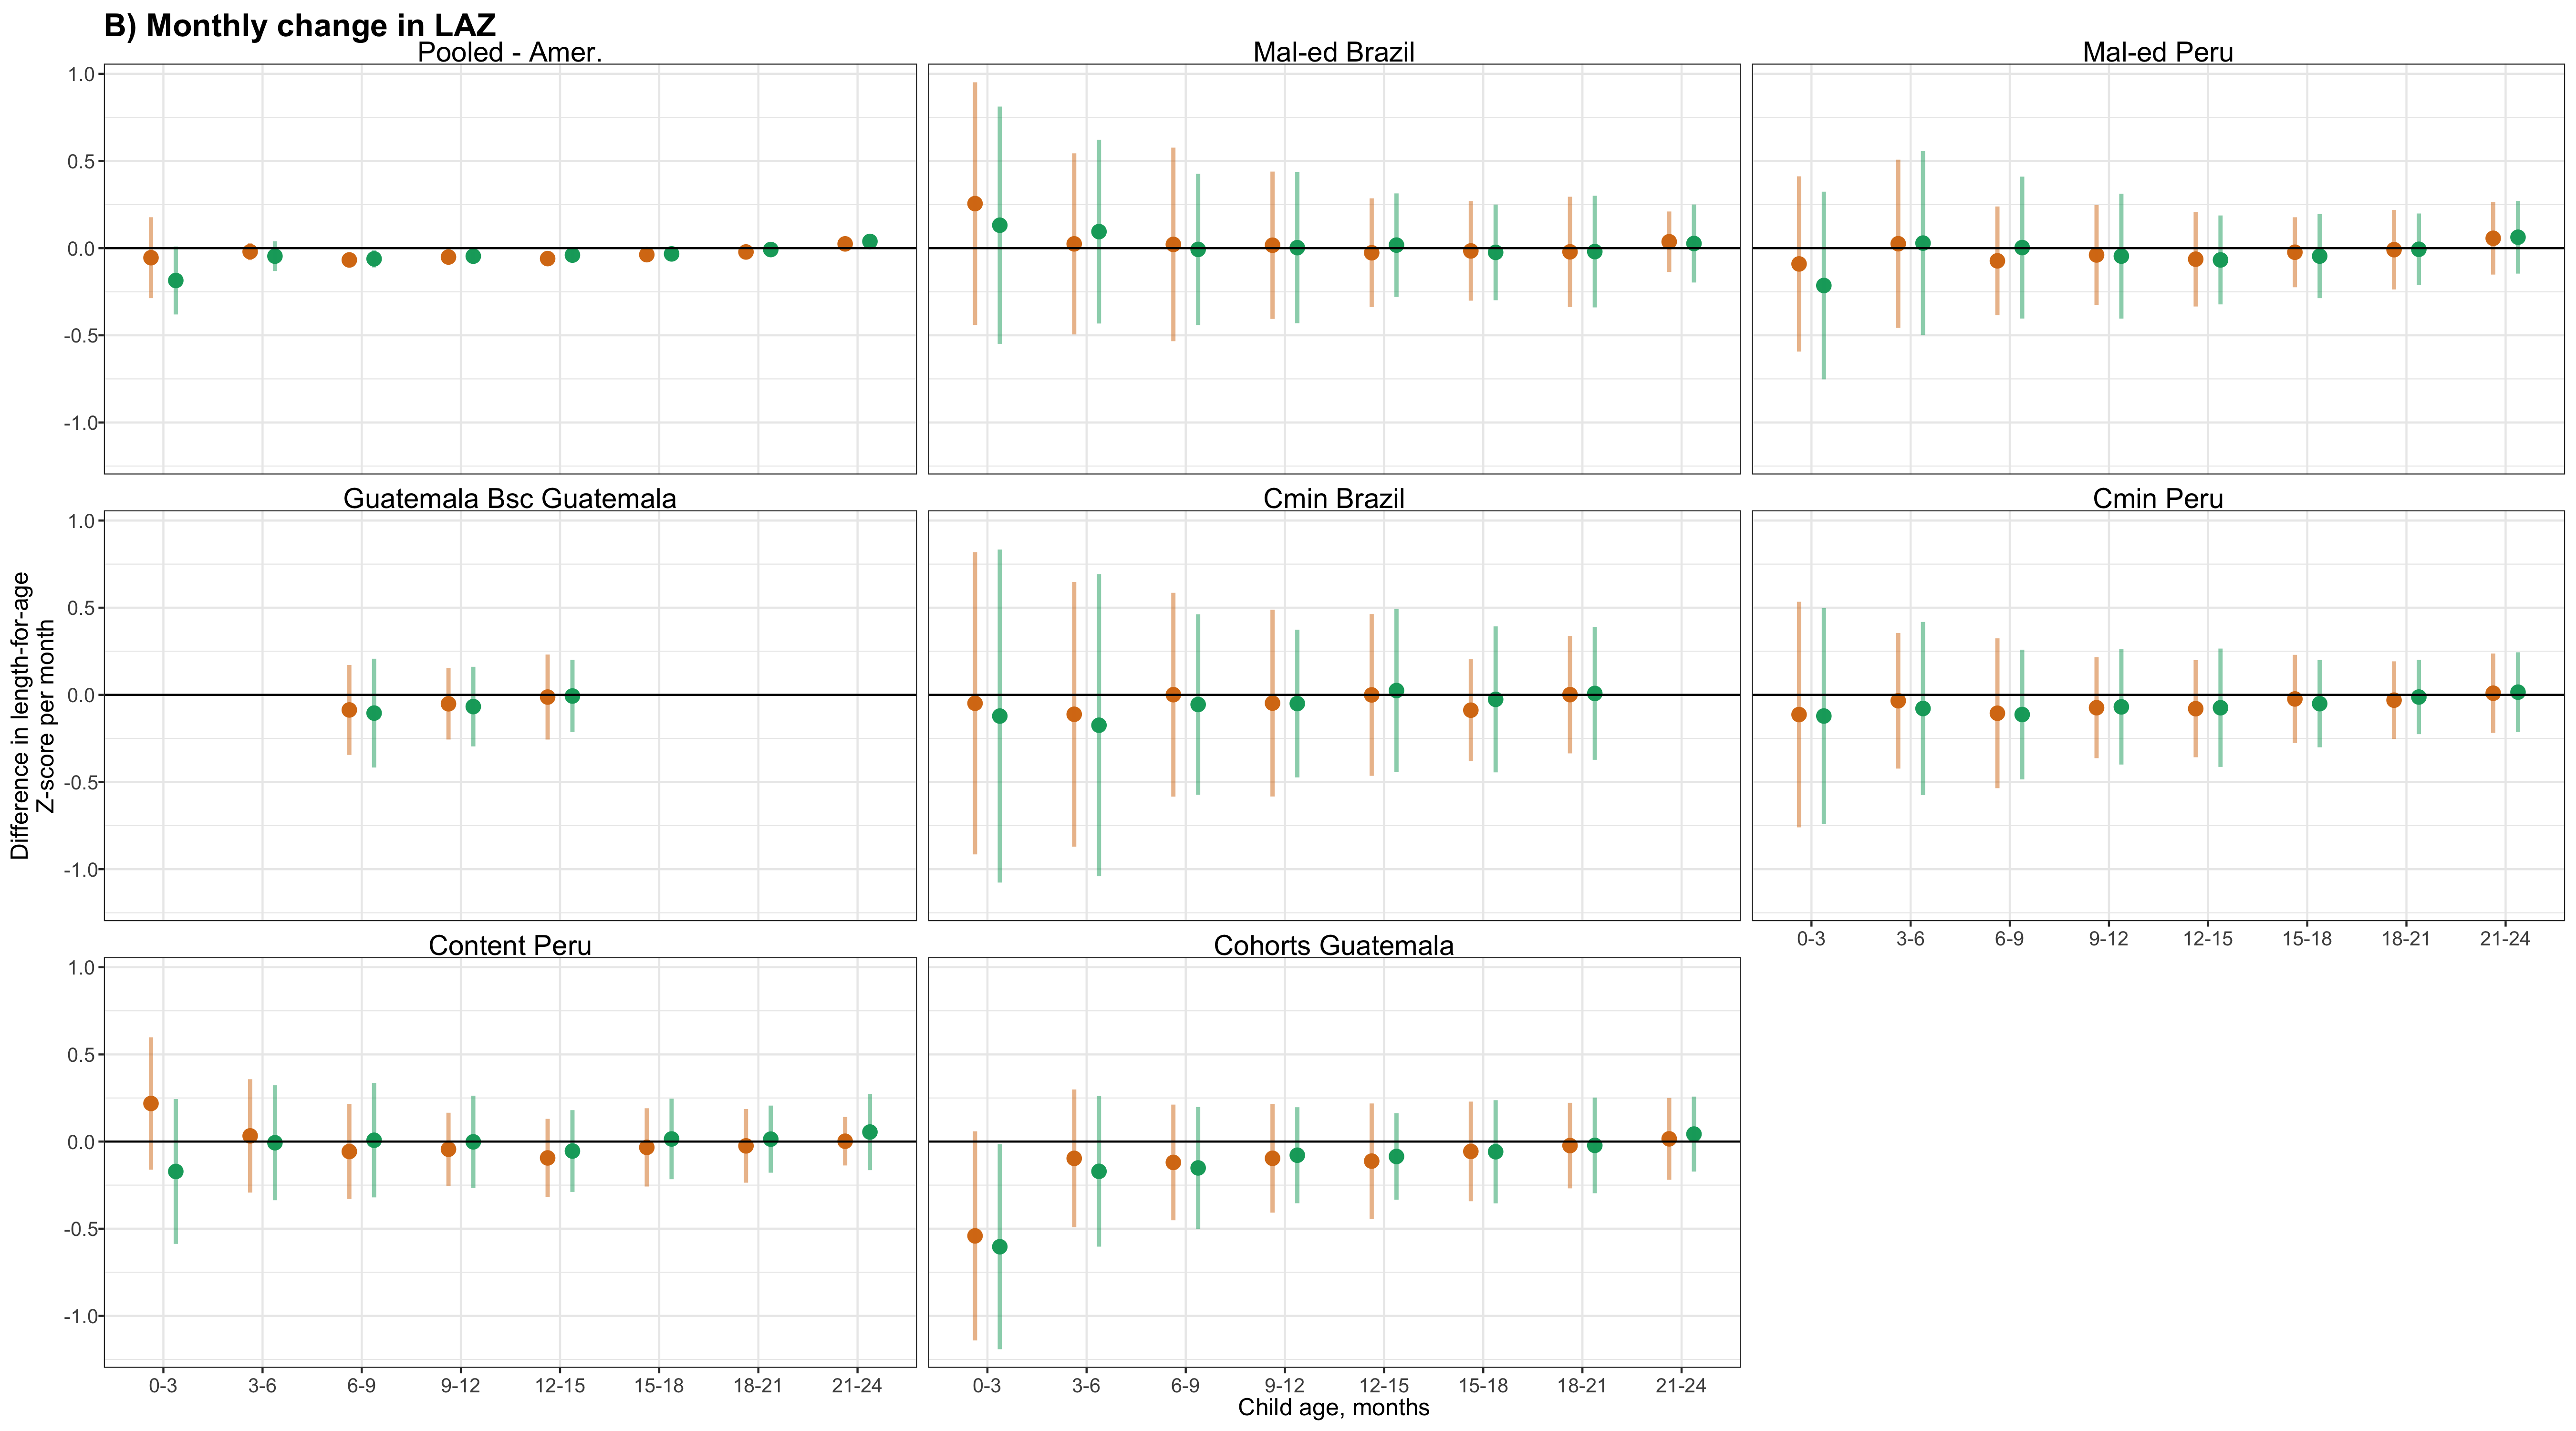 B) Monthly change in LAZ
Pooled - Amer.
Mal-ed Brazil
Mal-ed Peru
1.0
0.5
0.0
-0.5
-1.0
Guatemala Bsc Guatemala
Cmin Brazil
Cmin Peru
1.0
0.5
0.0
-0.5
-1.0
Difference in length-for-age
Z-score per month
0-3 3-6 6-9 9-12 12-15 15-18 18-21 21-24
Content Peru
Cohorts Guatemala
1.0
0.5
0.0
-0.5
-1.0
0-3 3-6 6-9 9-12 12-15 15-18 18-21 21-24
0-3 3-6 6-9 9-12 12-15 15-18 18-21 21-24
Child age, months